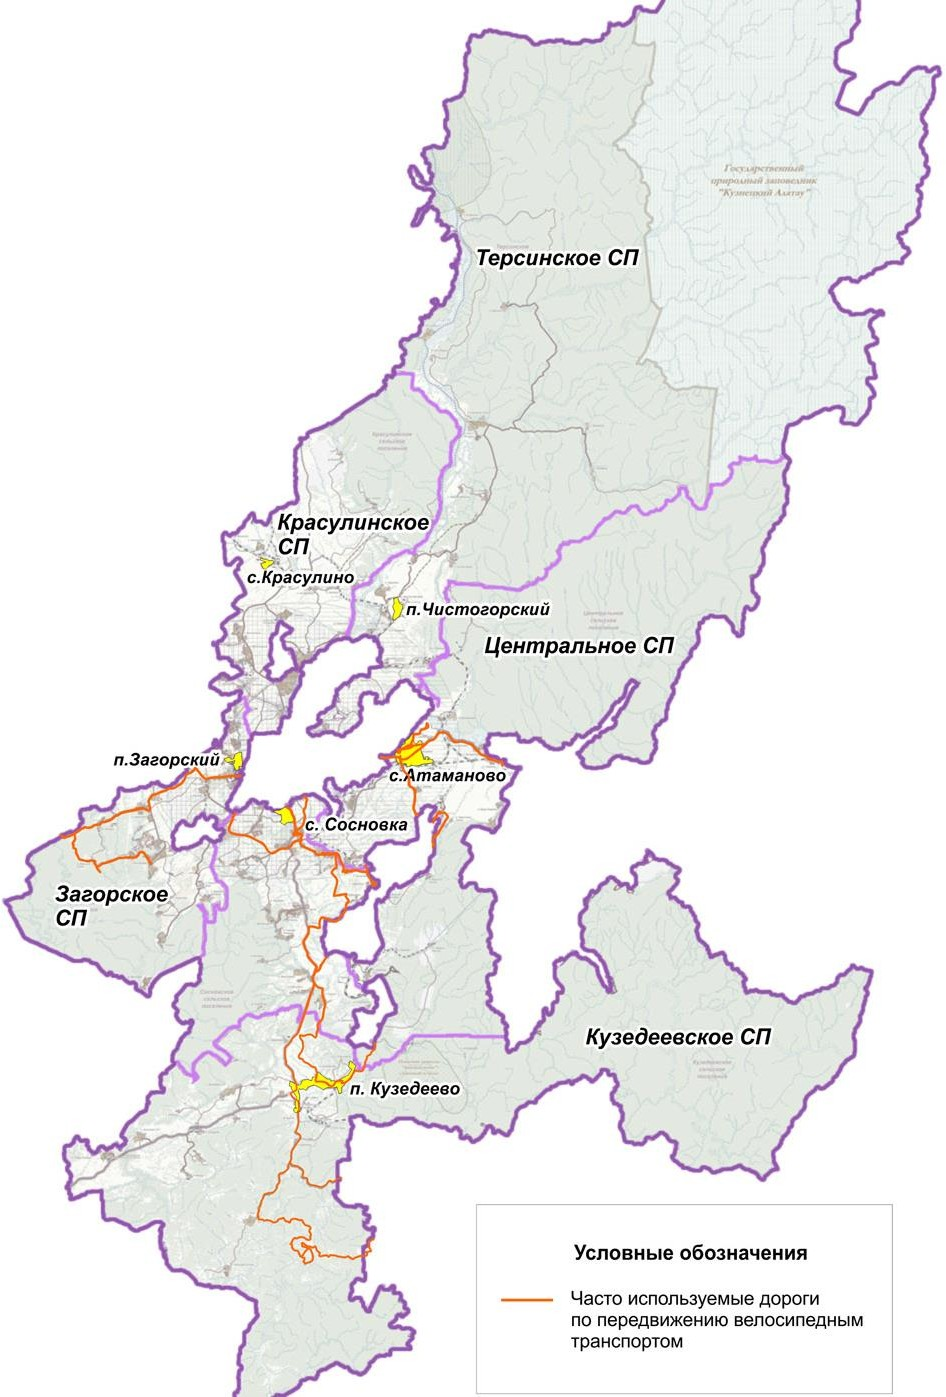 Государственный
природный заповедник
"Кузнецкий Алатау"
Терсинское СП
Красулинское
СП
с.Красулино
п.Чистогорский
Центральное СП
п.Загорский
с.Атаманово
с. Сосновка
Загорское
СП
Кузедеевское СП
п. Кузедеево
Условные обозначения
Часто используемые дороги
по передвижению велосипедным
транспортом